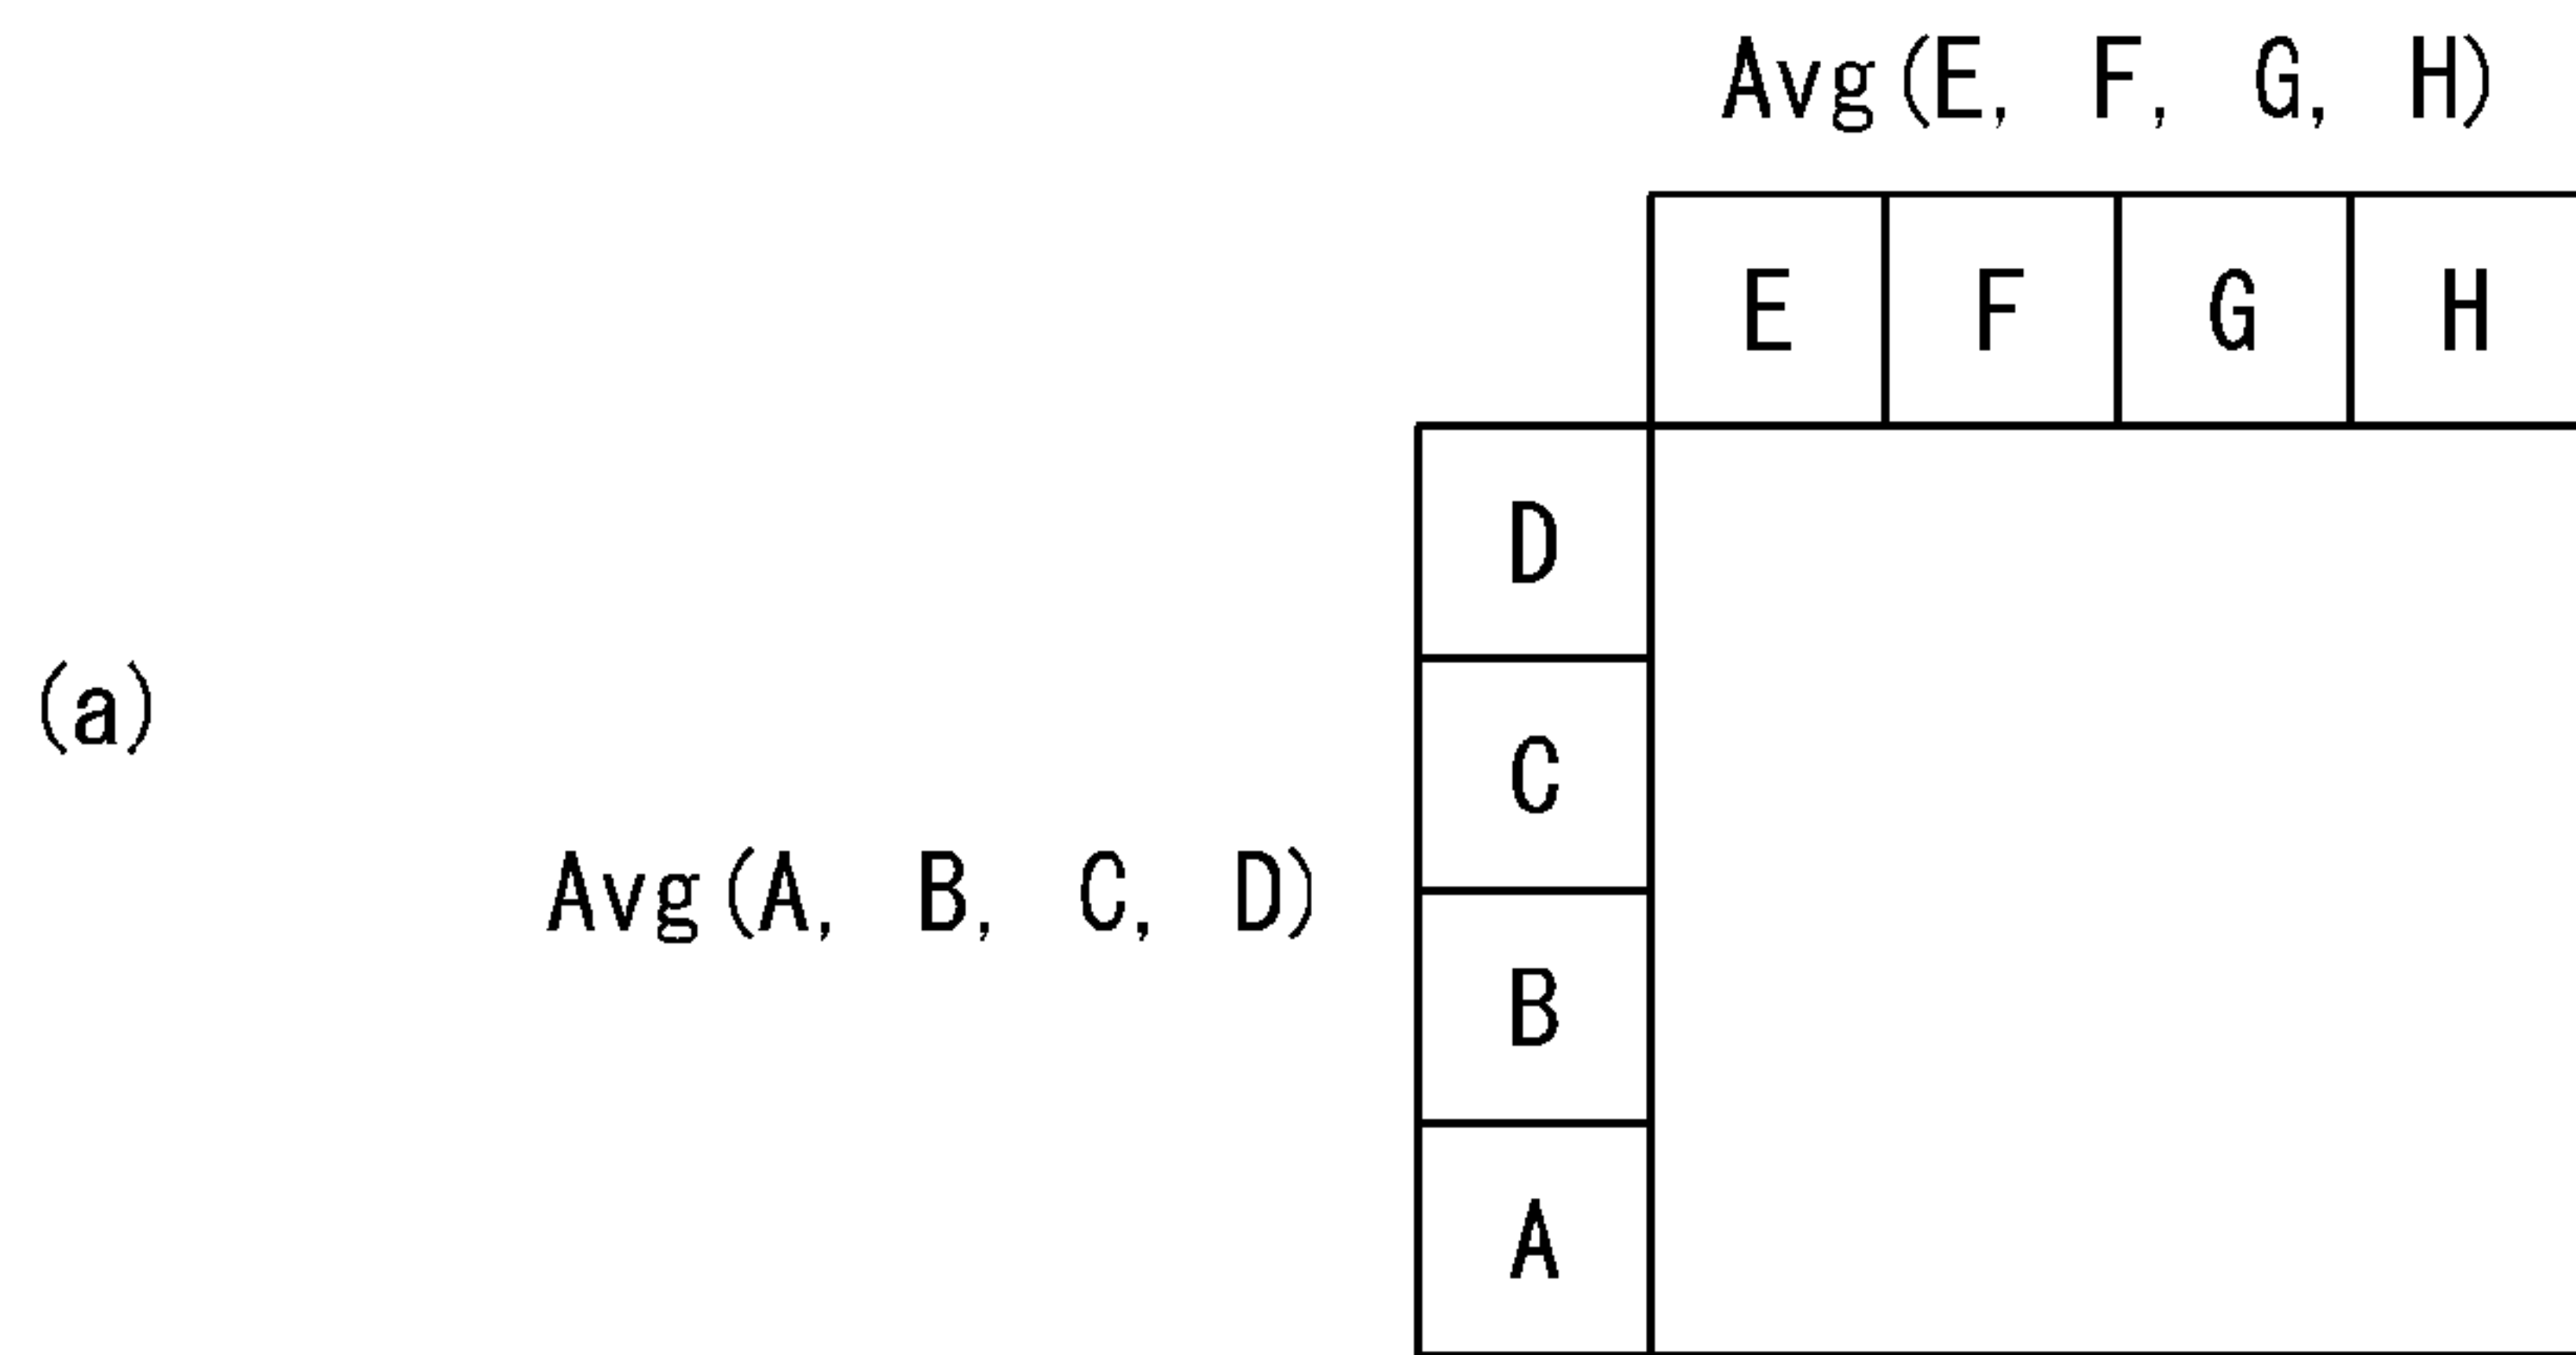 Avg(E, F, G, H)
E F G H
D
(a)
C
Avg(A, B, C, D)
B
A